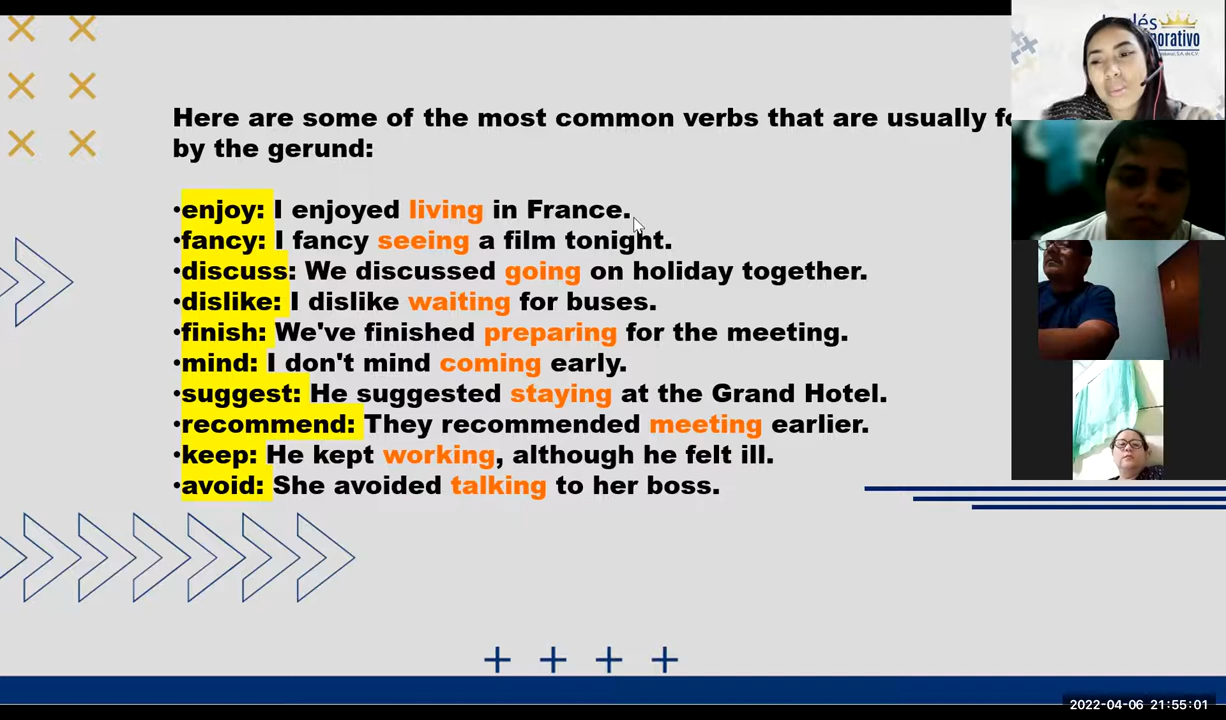 Here are some of the most common verbs that are usually
by the gerund:
•enjoy: I enjoyed living in France.
•fancy: I fancy seeing a film tonight.
•discuss: We discussed going on holiday together.
•dislike: I dislike waiting for buses.
•finish: We've finished preparing for the meeting.
•mind: I don't mind coming early.
•suggest: He suggested staying at the Grand Hotel.
•recommend: They recommended meeting earlier.
•keep: He kept working, although he felt ill.
•avoid: She avoided talking to her boss.
2022-04-06 21:55:01